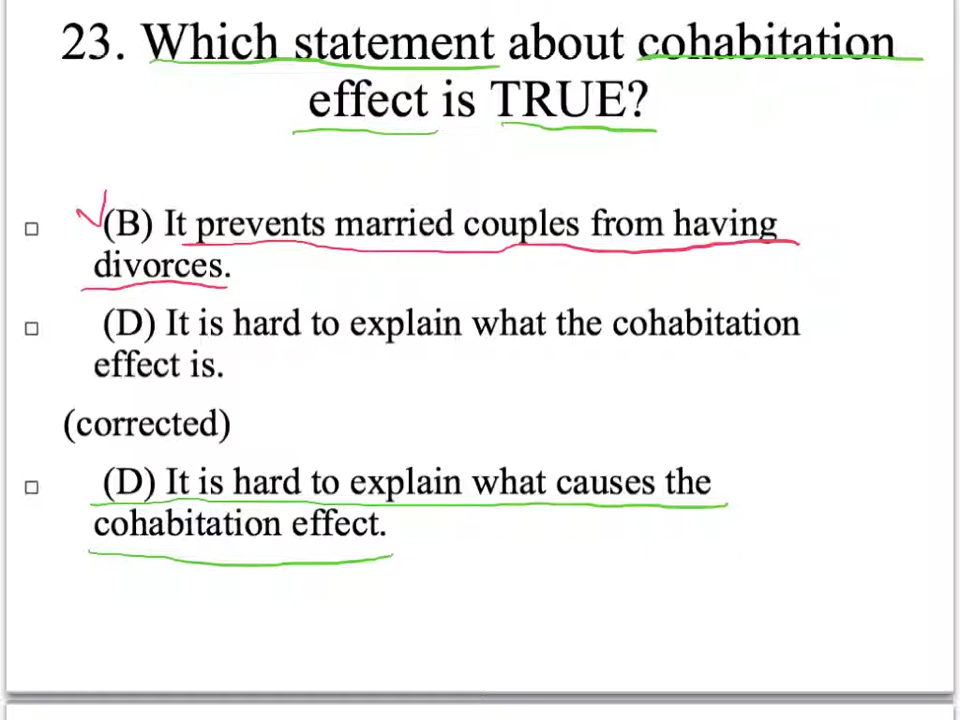 23. Which statement about cohabitation
effect is TRUE?
(B) It prevents married couples from having
divorces.
(D) It is hard to explain what the cohabitation
effect is.
(corrected)
(D) It is hard to explain what causes the
cohabitation effect.